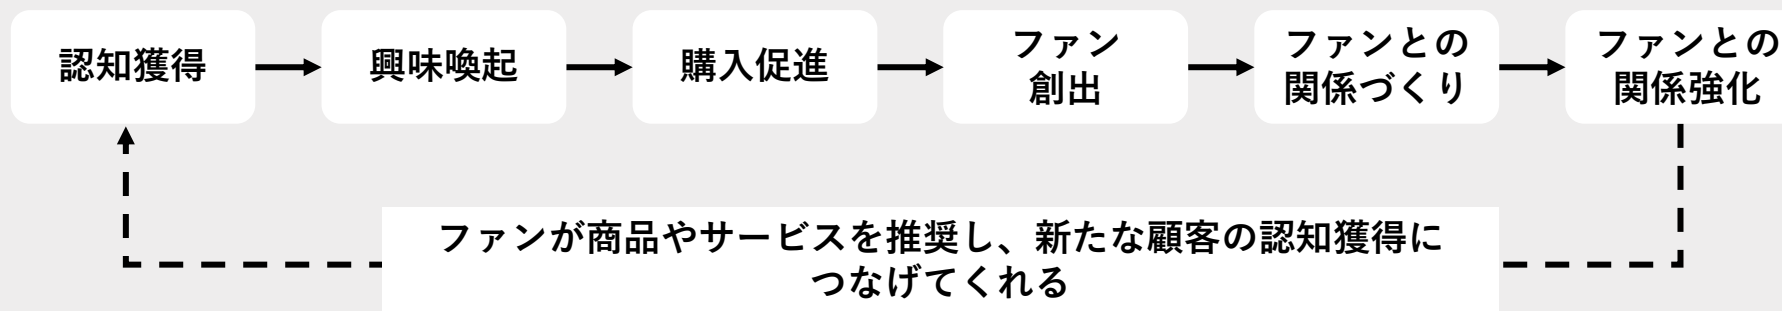 認知獲得
興味喚起
購入促進
ファン
創出
ファンとの
関係づくり
ファンとの
関係強化
ファンが商品やサービスを推奨し、新たな顧客の認知獲得に
つなげてくれる